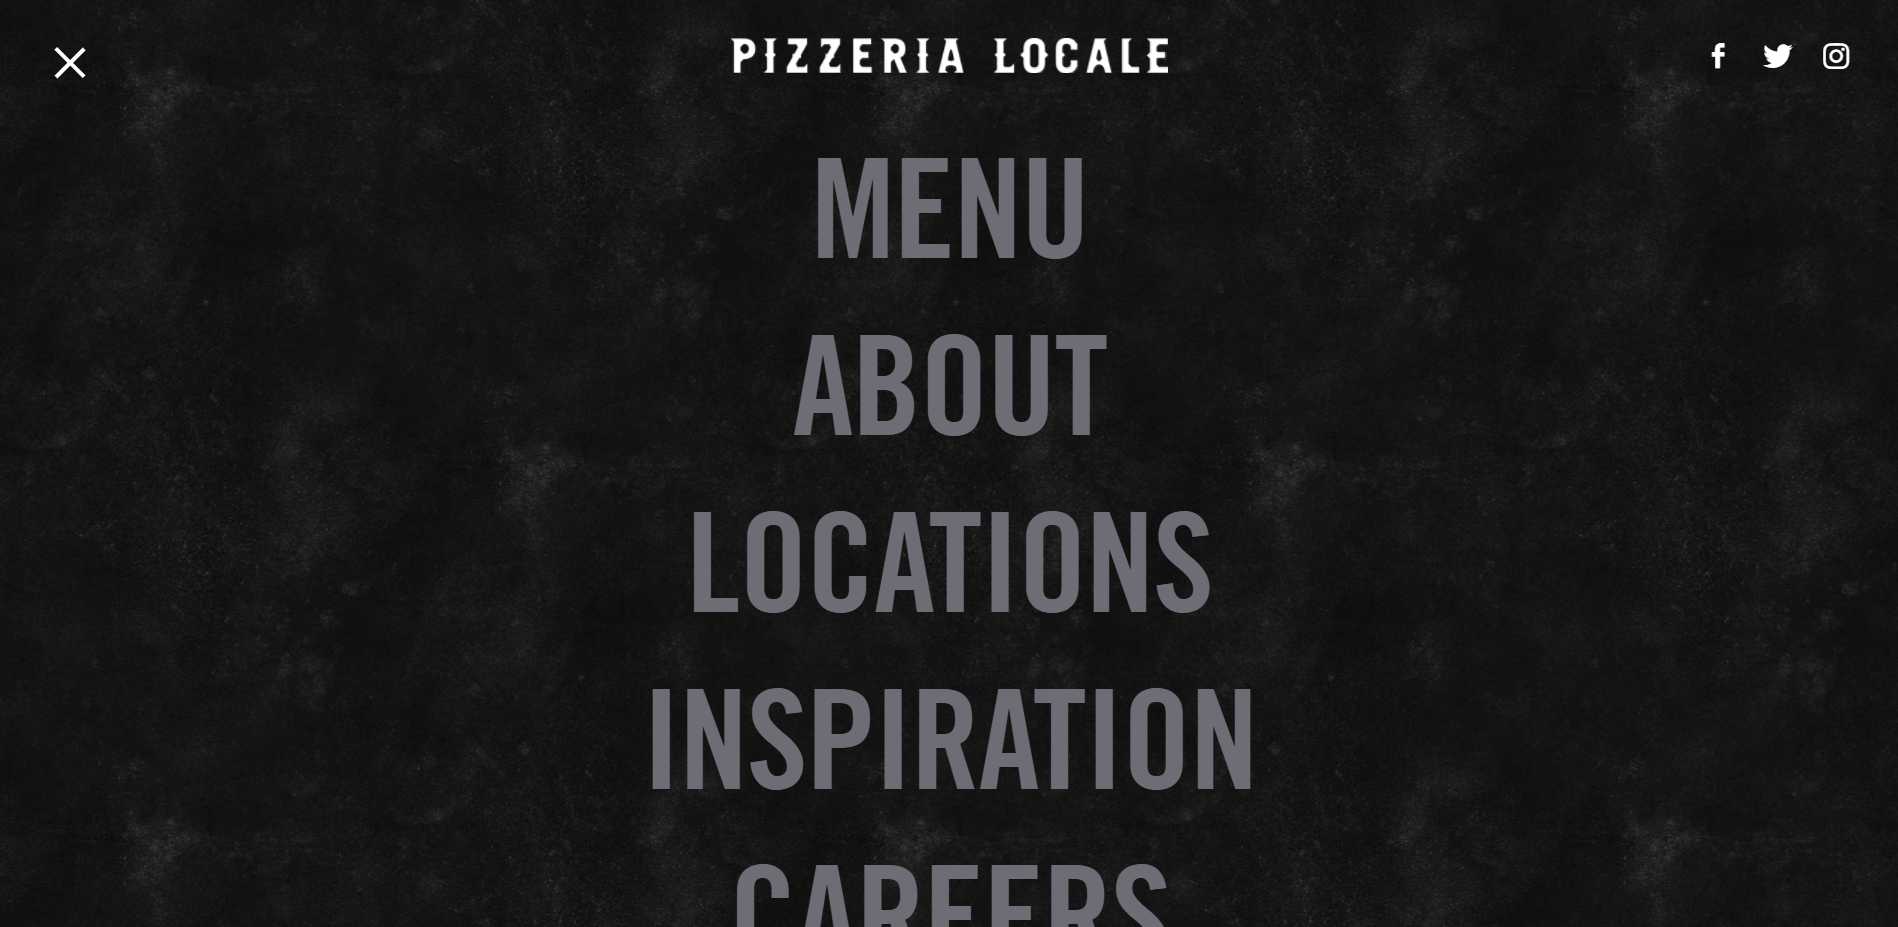 PIZZERIA LOCALE
MENU
ABOUT
LOCATIONS
INSPIRATION
CAREERS